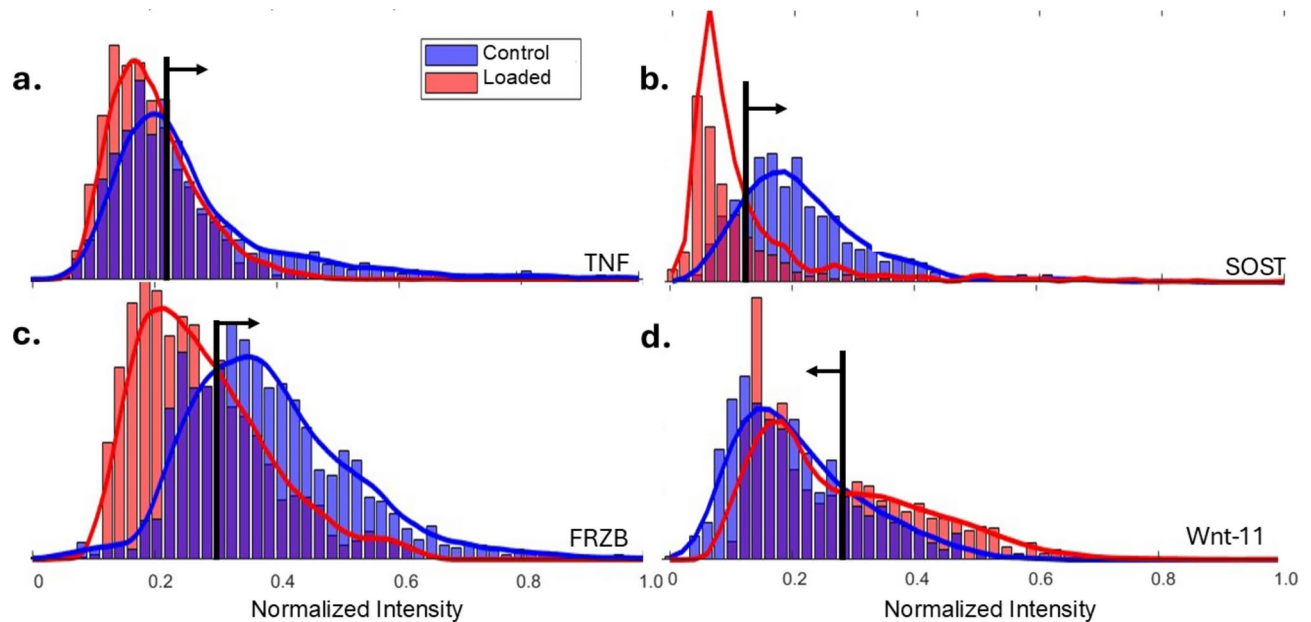 a.
Control
Loaded
TNF
b.
SOST
c.
FRZB
d.
Wnt-11
0 0.2 0.4 0.6 0.8 1.0
Normalized Intensity
0.0 0.2 0.4 0.6 0.8 1.0
Normalized Intensity